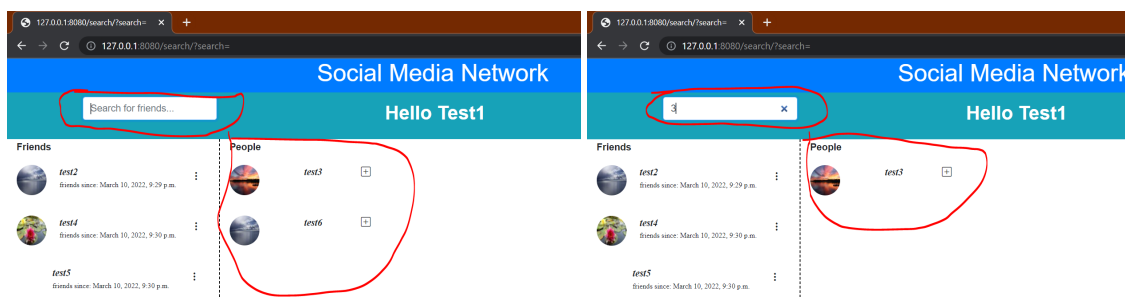 127.0.0.1:8080/search/?search= × +
127.0.0.1:8080/search/?search=
Social Media Network
Search for friends...
Hello Test1
Friends
People
test2
friends since: March 10, 2022, 9:29 p.m.
test3
test4
friends since: March 10, 2022, 9:30 p.m.
test6
test5
friends since: March 10, 2022, 9:30 p.m.
127.0.0.1:8080/search/?search= × +
127.0.0.1:8080/search/?search=
Social Media Network
3
Hello Test1
Friends
People
test2
friends since: March 10, 2022, 9:29 p.m.
test3
test4
friends since: March 10, 2022, 9:30 p.m.
test5
friends since: March 10, 2022, 9:30 p.m.